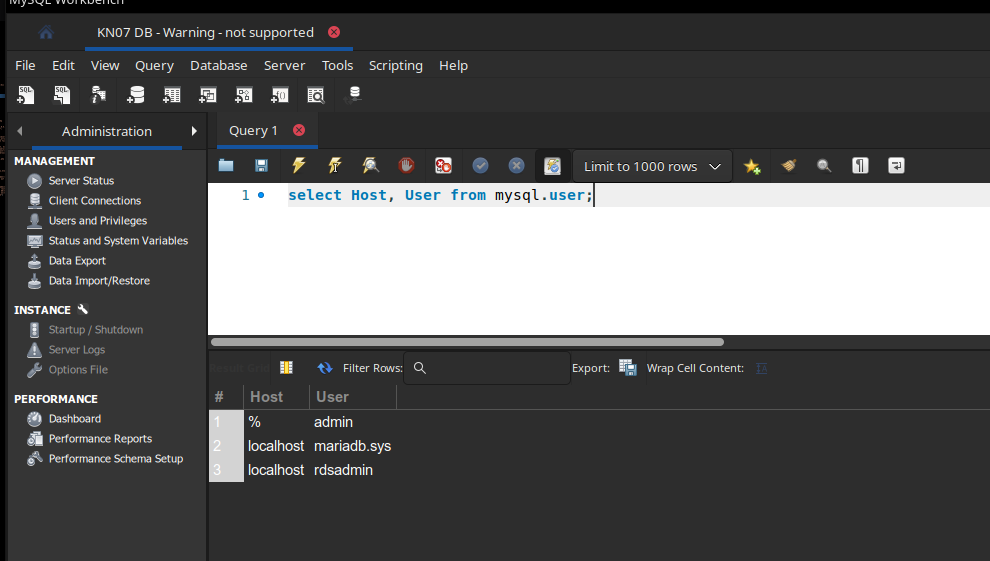 MySQL Workbench
KN07 DB - Warning - not supported
File Edit View Query Database Server Tools Scripting Help
Administration
Query 1
MANAGEMENT
Server Status
Client Connections
Users and Privileges
Status and System Variables
Data Export
Data Import/Restore
INSTANCE
Startup / Shutdown
Server Logs
Options File
PERFORMANCE
Dashboard
Performance Reports
Performance Schema Setup
Limit to 1000 rows
1 select Host, User from mysql.user;
Result Grid Filter Rows: Export: Wrap Cell Content:
# Host User
1 % admin
2 localhost mariadb.sys
3 localhost rdsadmin